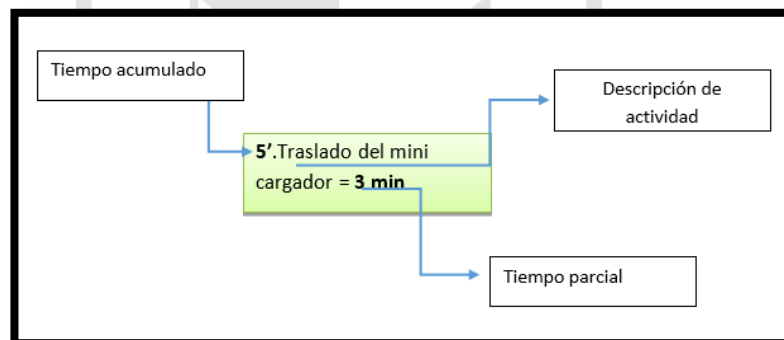 Tiempo acumulado
Descripción de
actividad
5’.Traslado del mini
cargador = 3 min
Tiempo parcial